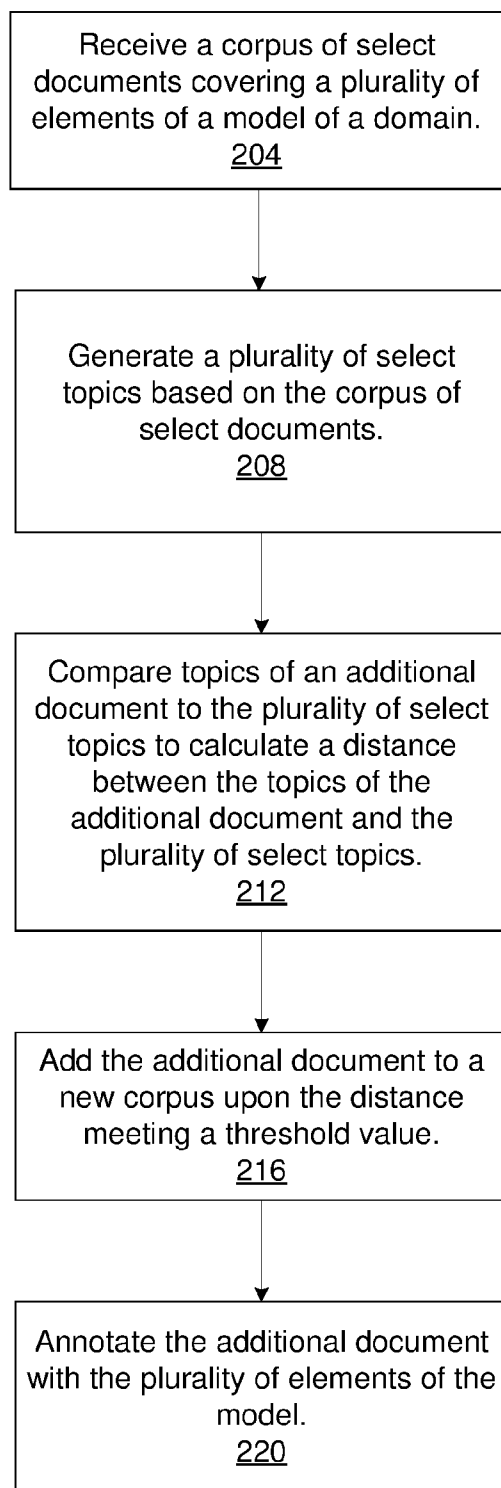 Receive a corpus of select
documents covering a plurality of
elements of a model of a domain.
204
Generate a plurality of select
topics based on the corpus of
select documents.
208
Compare topics of an additional
document to the plurality of select
topics to calculate a distance
between the topics of the
additional document and the
plurality of select topics.
212
Add the additional document to a
new corpus upon the distance
meeting a threshold value.
216
Annotate the additional document
with the plurality of elements of the
model.
220